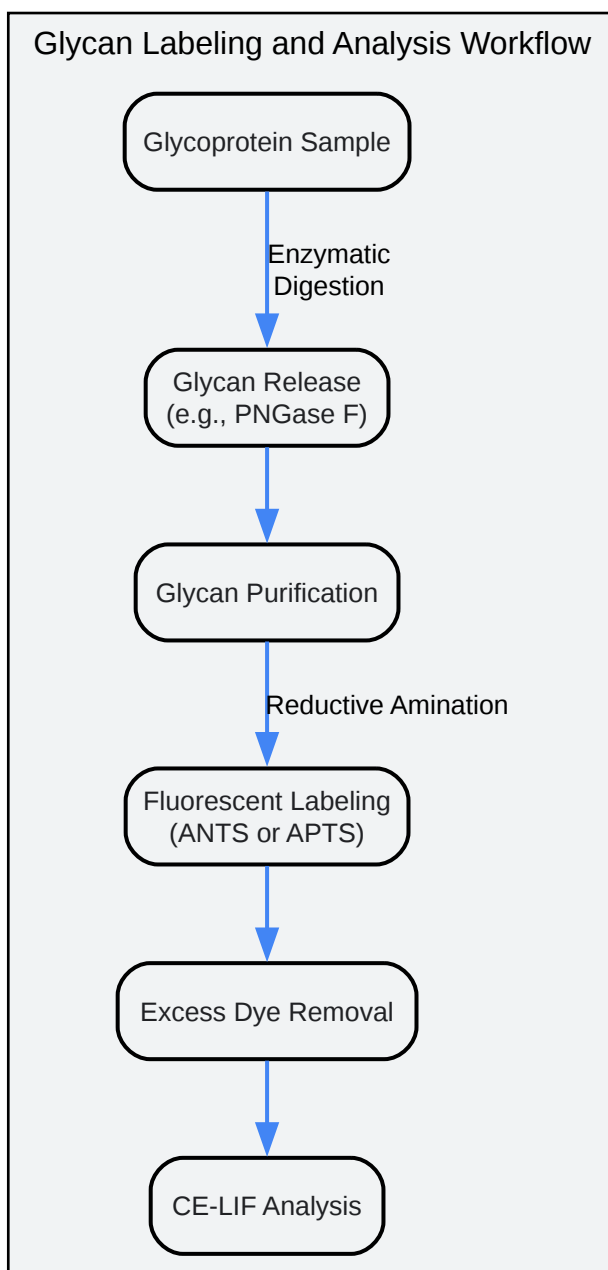 Glycan Labeling and Analysis Workflow
Glycoprotein Sample
Enzymatic
Digestion
Glycan Release
(e.g., PNGase F)
Glycan Purification
Reductive Amination
Fluorescent Labeling
(ANTS or APTS)
Excess Dye Removal
CE-LIF Analysis